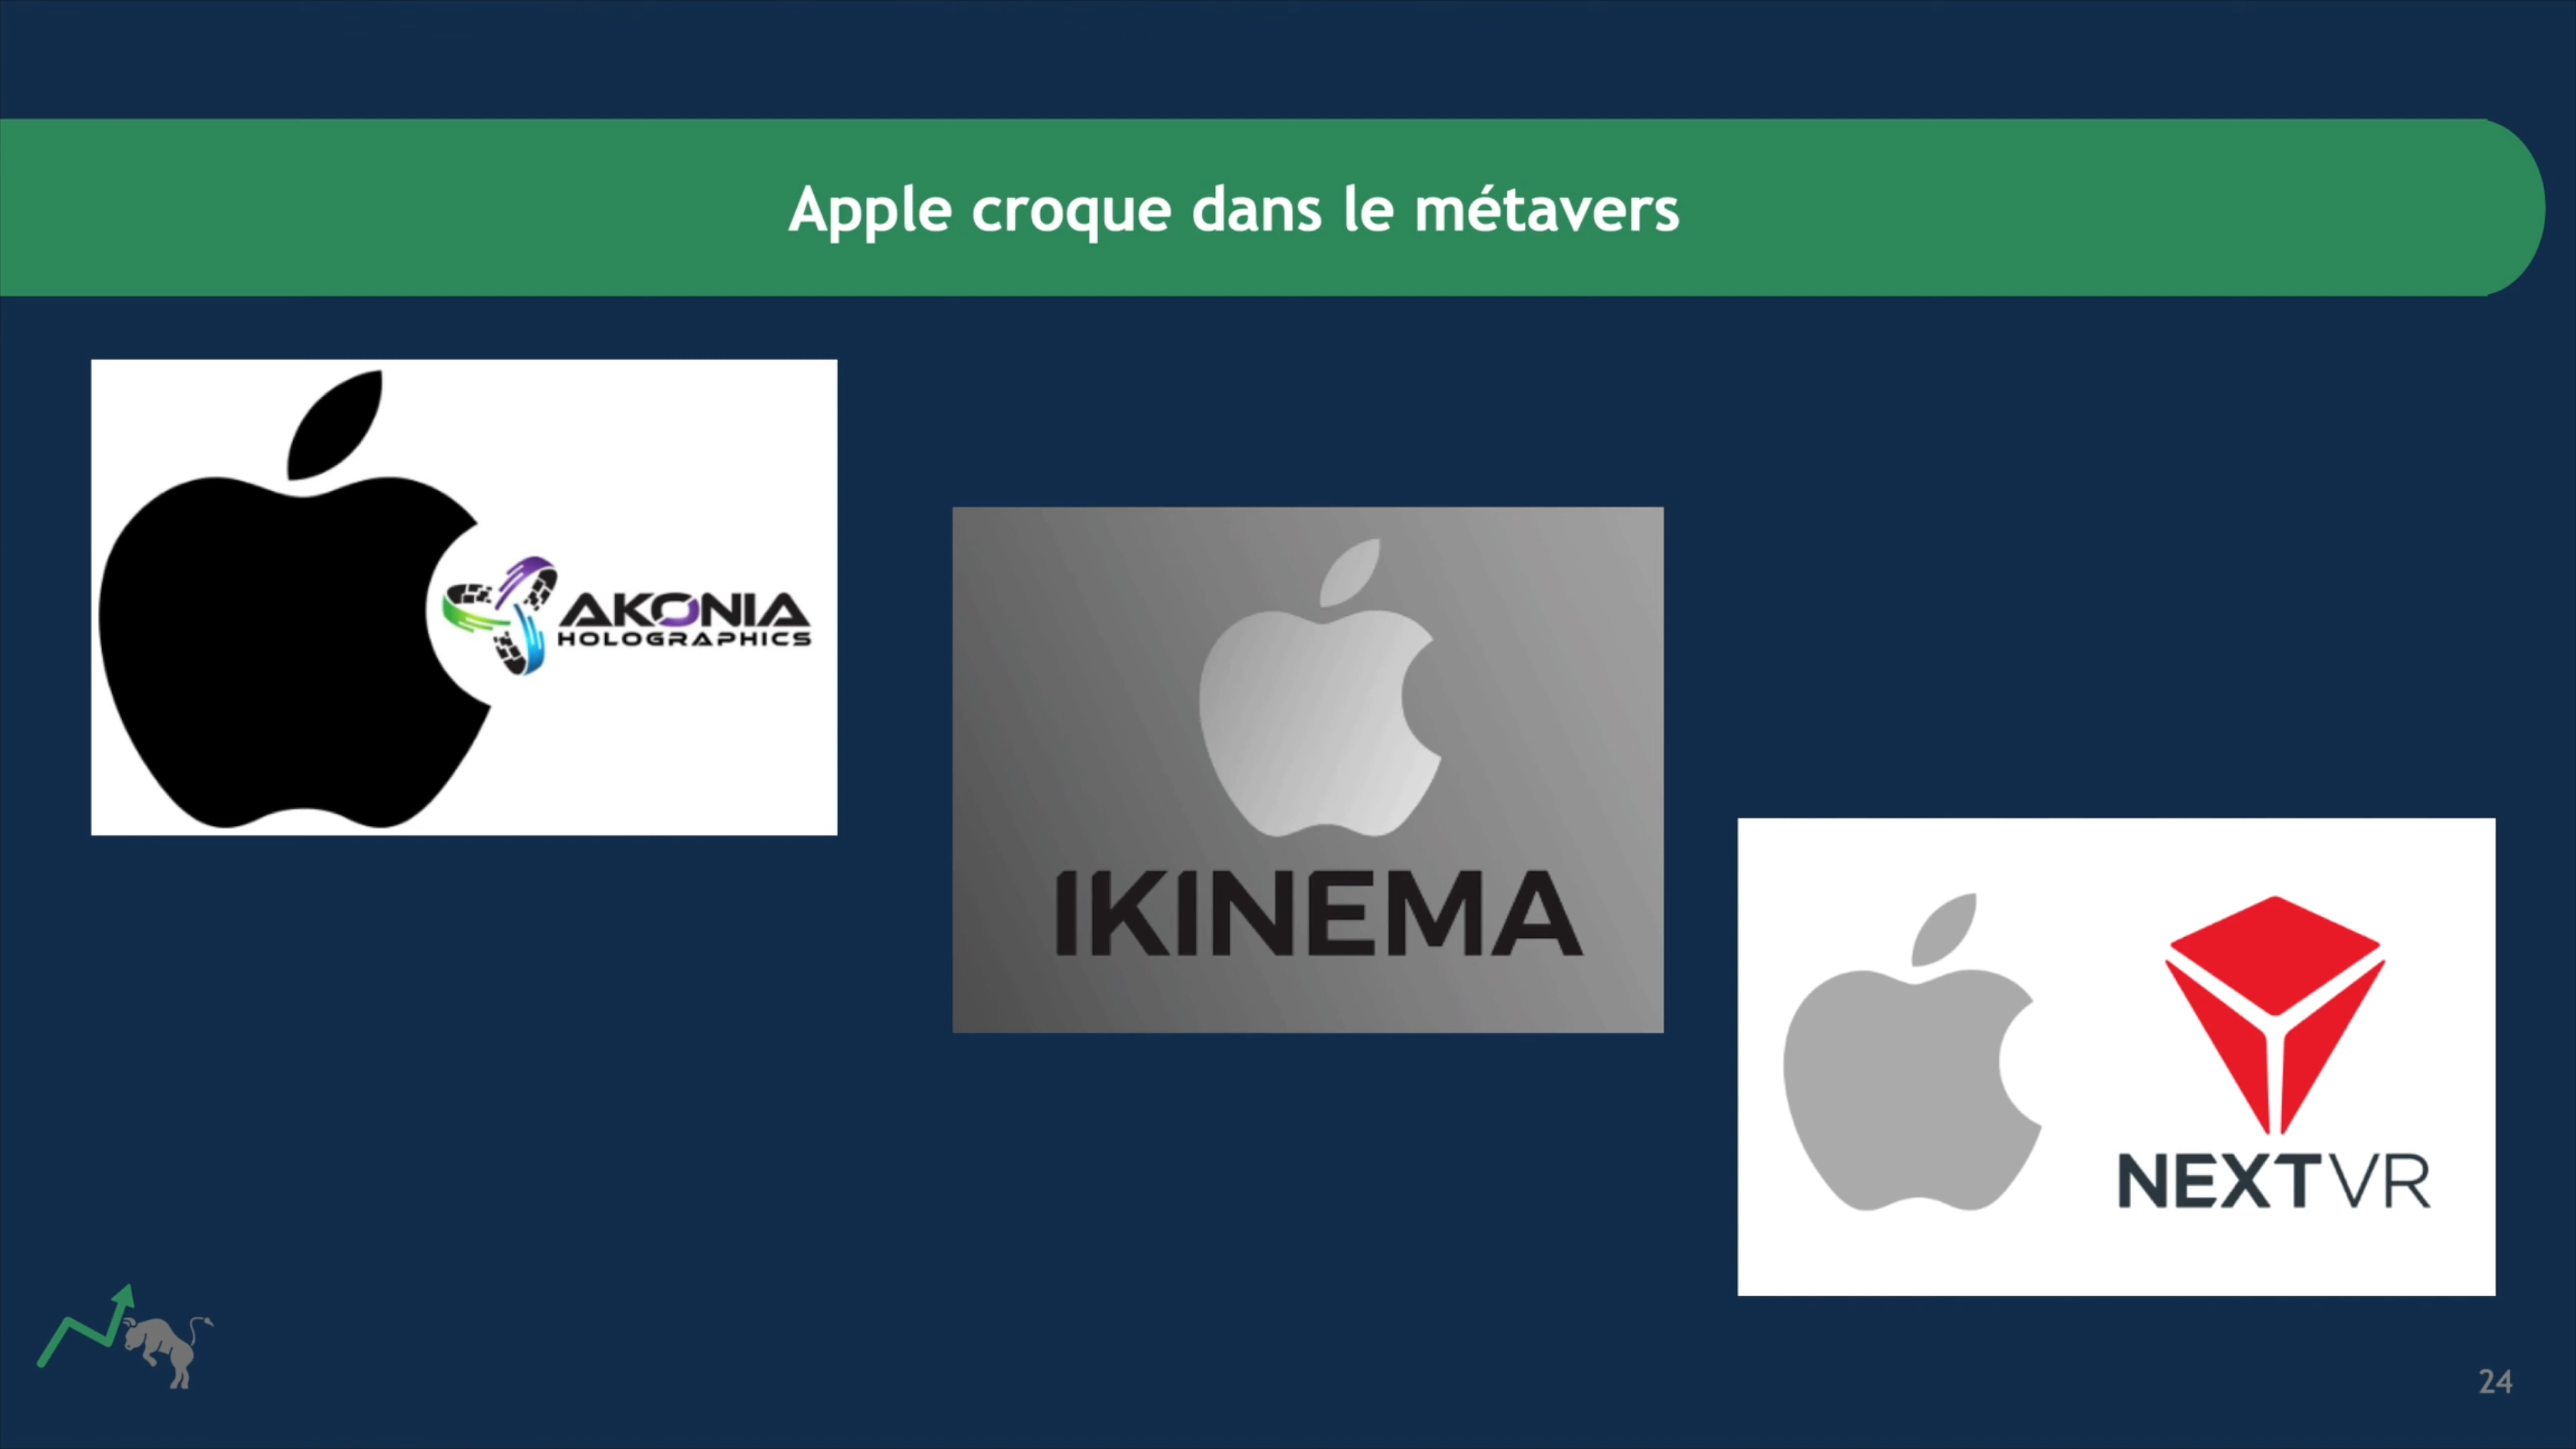 Apple croque dans le métavers
AKONIA
HOLOGRAPHICS
IKINEMA
NEXTVR
24